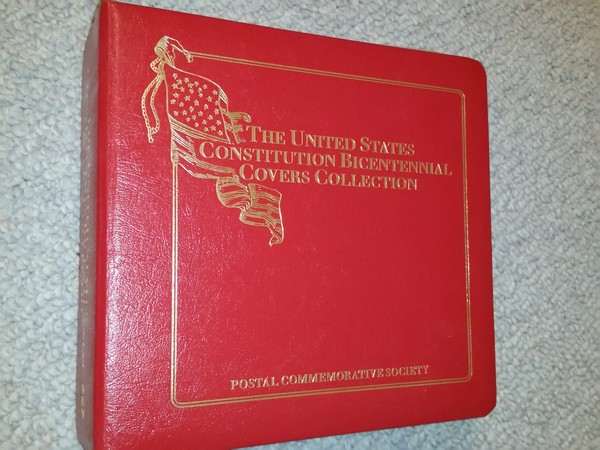 The United States
Constitution Bicentennial
Covers Collection
Postal Commemorative Society